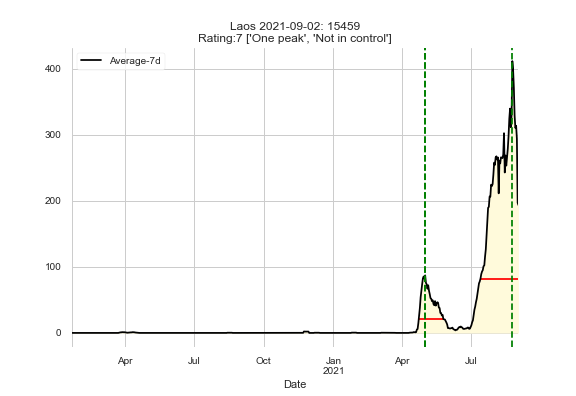 Laos 2021-09-02: 15459
Rating:7 ['One peak', 'Not in control']
Average-7d
400
300
200
100
0
Apr Jul Oct Jan Apr Jul
2021
Date